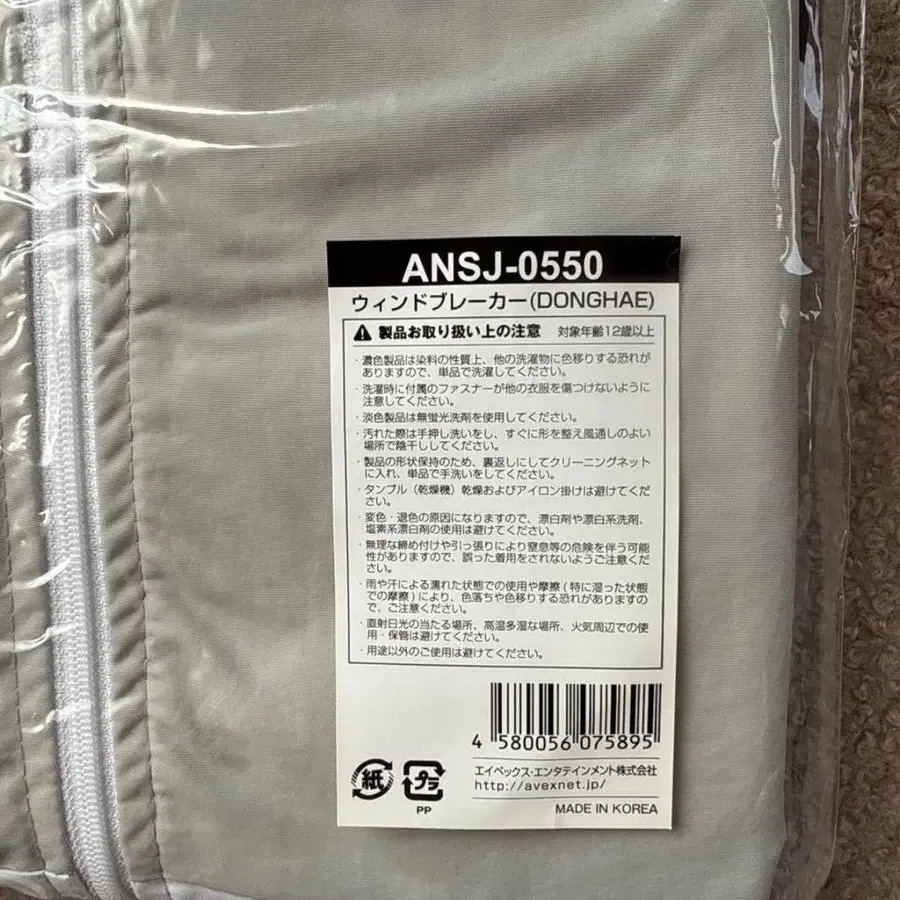 ANSJ-0550
ウィンドブレーカー(DONGHAE)
製品お取り扱い上の注意 対象年齢12歳以上
・濃色製品は染料の性質上、他の洗濯物に色移りする恐れが
ありますので、単品で洗濯してください。
・洗濯時に付属のファスナーが他の衣服を傷つけないように
注意してください。
・淡色製品は無蛍光洗剤を使用してください。
・汚れた際は手押し洗いをし、すぐに形を整え風通しのよい
場所で陰干ししてください。
・製品の形状保持のため、裏返しにしてクリーニングネット
に入れ、単品で手洗いをしてください。
・タンブル（乾燥機）乾燥およびアイロン掛けは避けてくだ
さい。
・変色・退色の原因になりますので、漂白剤や漂白系洗剤、
塩素系漂白剤の使用は避けてください。
・無理な締め付けや引っ張りにより窒息等の危険を伴う可能
性がありますので、誤った着用をされないようご注意くだ
さい。
・雨や汗による濡れた状態での使用や摩擦(特に湿った状態
での摩擦)により、色落ちや色移りする恐れがありますの
で、ご注意ください。
・直射日光の当たる場所、高温多湿な場所、火気周辺での使
用・保管は避けてください。
・用途以外のご使用は避けてください。
4 580056 075895
紙 プラ
PP
エイベックス・エンタテインメント株式会社
http://avexnet.jp/
MADE IN KOREA